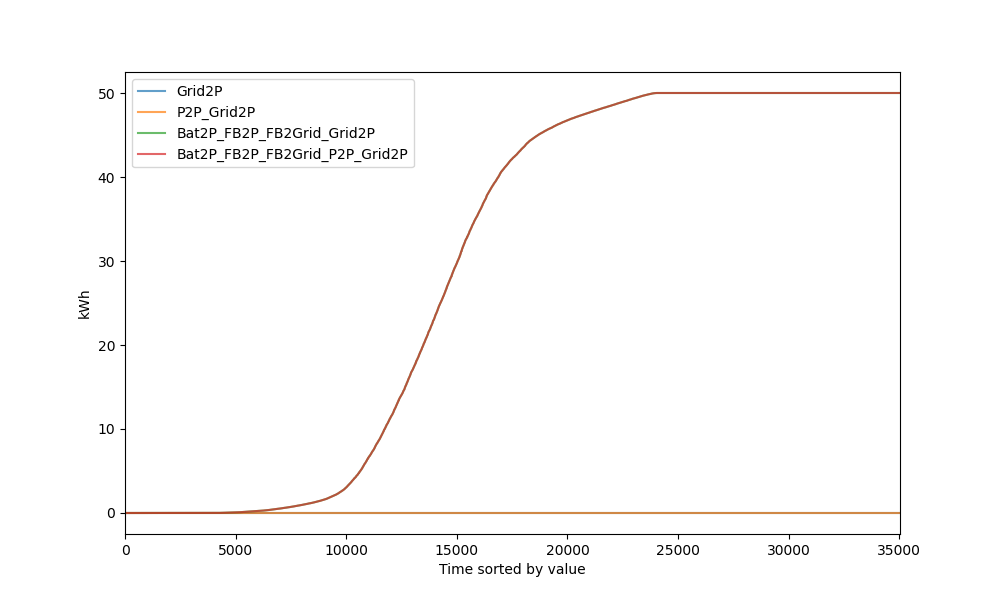 Grid2P
P2P_Grid2P
Bat2P_FB2P_FB2Grid_Grid2P
Bat2P_FB2P_FB2Grid_P2P_Grid2P
50
40
30
20
10
0
kWh
0 5000 10000 15000 20000 25000 30000 35000
Time sorted by value